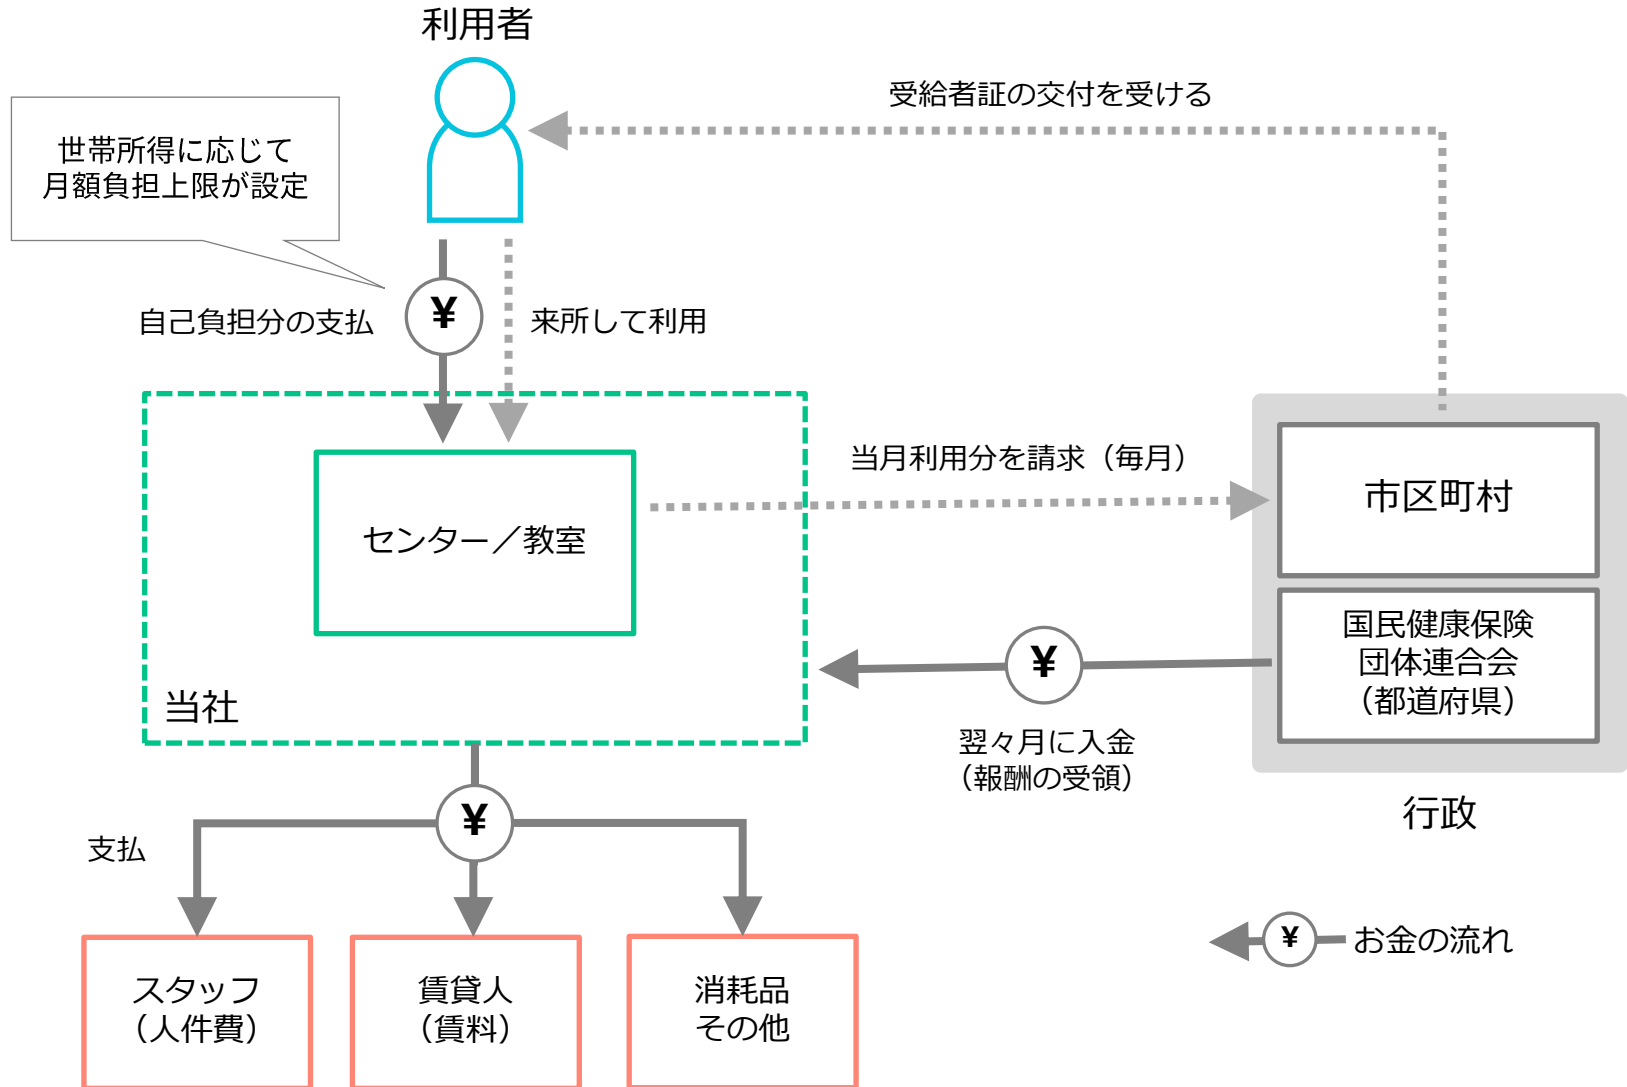 利用者
受給者証の交付を受ける
世帯所得に応じて
月額負担上限が設定
¥
自己負担分の支払
来所して利用
当月利用分を請求（毎月）
市区町村
センター／教室
国民健康保険
団体連合会
（都道府県）
¥
当社
翌々月に入金
（報酬の受領）
行政
¥
支払
¥
お金の流れ
スタッフ
（人件費）
賃貸人
（賃料）
消耗品
その他